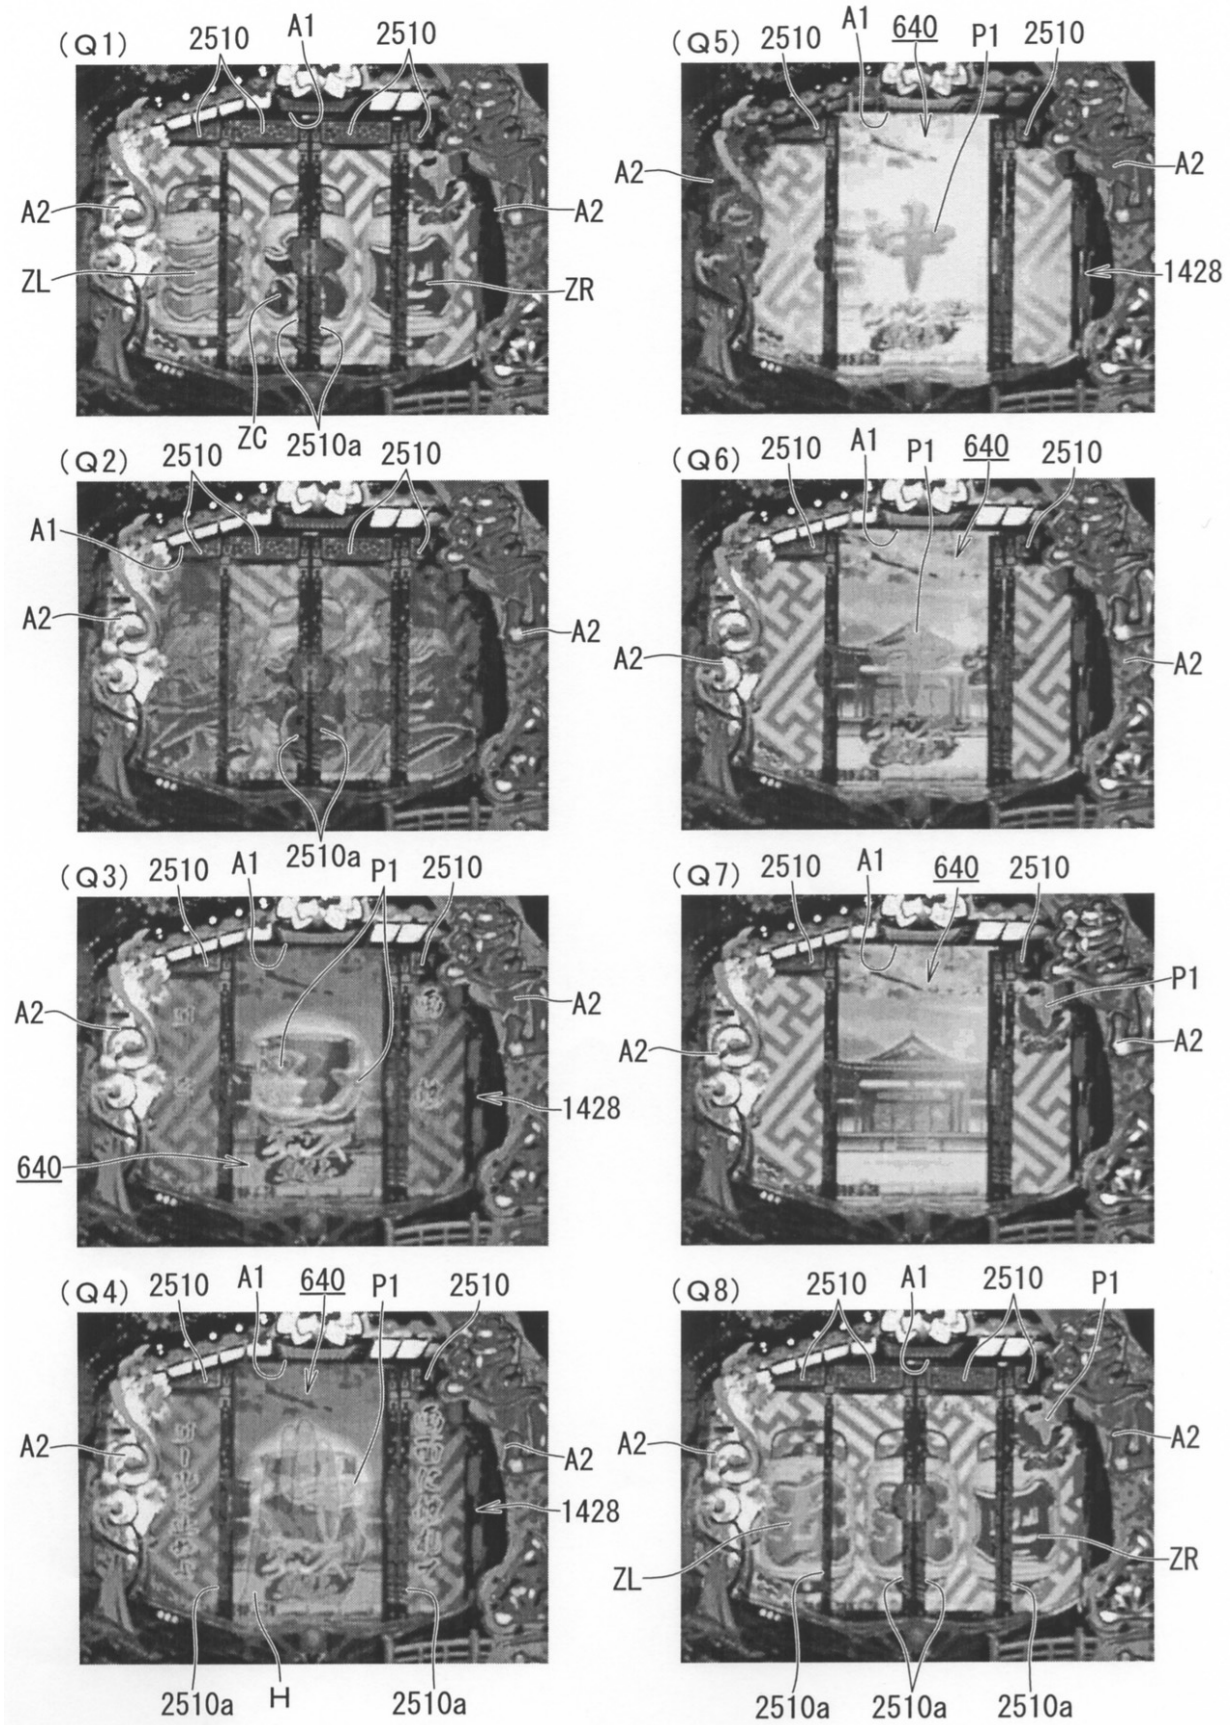 (Q1) 2510 A1 2510
A2 A2
ZL ZR
ZC 2510a
(Q2) 2510 2510
A1
A2 A2
2510a
(Q3) 2510 A1 P1 2510
A2 A2
1428
640
(Q4) 2510 A1 640 P1 2510
A2 A2
1428
2510a H 2510a
(Q5) 2510 A1 640 P1 2510
A2 A2
1428
(Q6) 2510 A1 P1 640 2510
A2 A2
(Q7) 2510 A1 640 2510
P1
A2 A2
(Q8) 2510 A1 2510 P1
A2 A2
ZL ZR
2510a 2510a 2510a